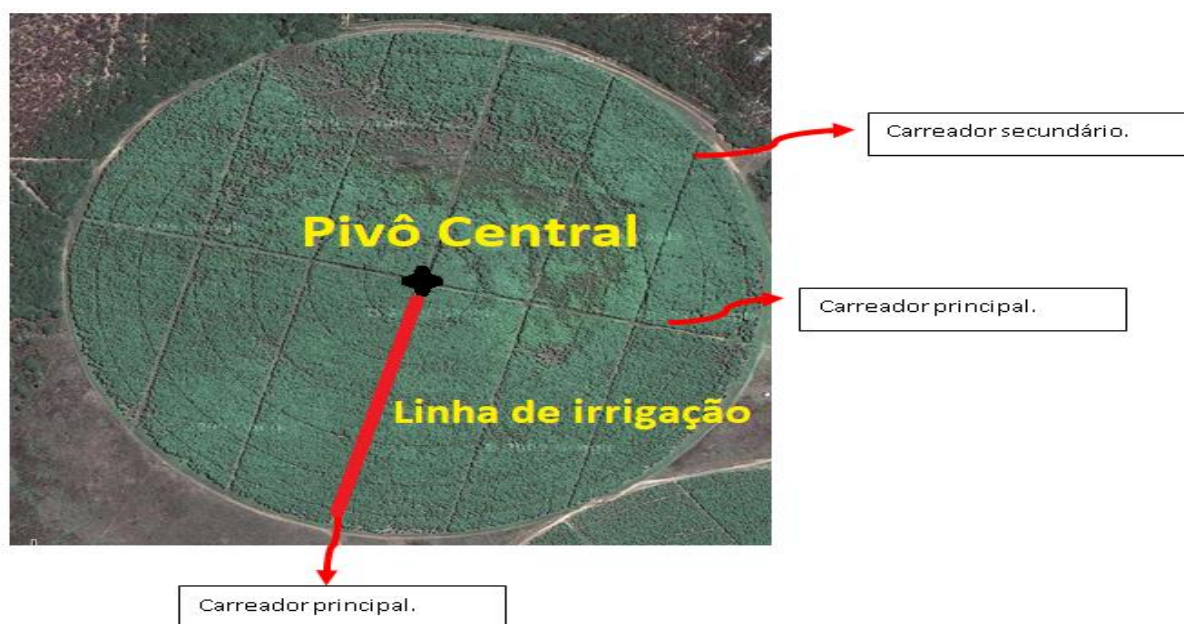 Carreador secundário.
Pivô Central
Carreador principal.
Linha de irrigação
Carreador principal.